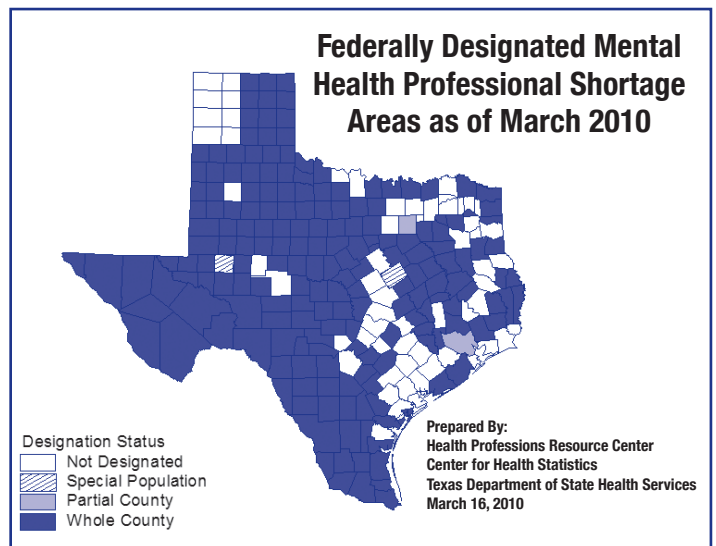 Federally Designated Mental
Health Professional Shortage
Areas as of March 2010
Prepared By:
Health Professions Resource Center
Center for Health Statistics
Texas Department of State Health Services
March 16, 2010
Designation Status
Not Designated
Special Population
Partial County
Whole County